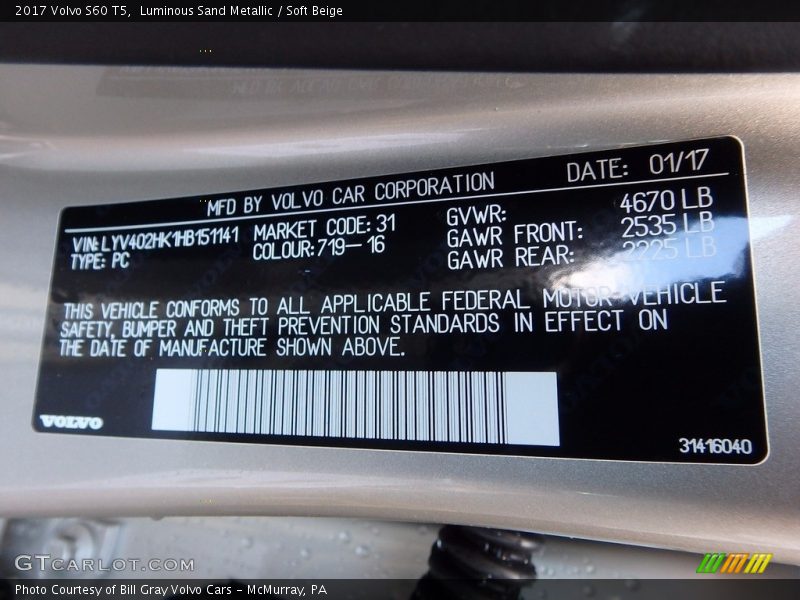 2017 Volvo S60 T5,  Luminous Sand Metallic / Soft Beige
MFD BY VOLVO CAR CORPORATION DATE: 01/17
VIN: LYV402HK1HB151141 MARKET CODE: 31 GVWR: 4670 LB
TYPE: PC COLOUR: 719-16 GAWR FRONT: 2535 LB
GAWR REAR: 2225 LB
THIS VEHICLE CONFORMS TO ALL APPLICABLE FEDERAL MOTOR VEHICLE
SAFETY, BUMPER AND THEFT PREVENTION STANDARDS IN EFFECT ON
THE DATE OF MANUFACTURE SHOWN ABOVE.
VOLVO
31416040
GTCARLOT.COM
Photo Courtesy of Bill Gray Volvo Cars - McMurray, PA